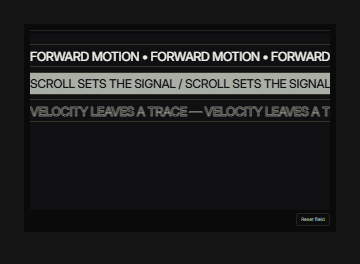 FORWARD MOTION • FORWARD MOTION • FORWARD
SCROLL SETS THE SIGNAL / SCROLL SETS THE SIGNAL
VELOCITY LEAVES A TRACE — VELOCITY LEAVES A T
Reset field